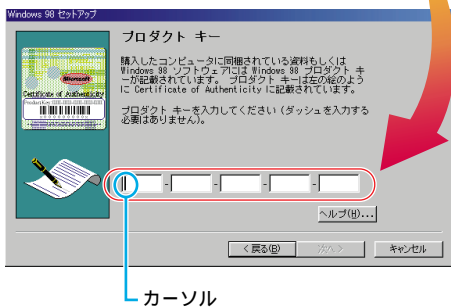 Windows 98 セットアップ
プロダクト キー
購入したコンピュータに同梱されている資料もしくは
Windows 98 ソフトウェアには Windows 98 プロダクト キ
ーが記載されています。 プロダクト キーは左の絵のよう
に Certificate of Authenticity に記載されています。
Microsoft
Certificate of Authenticity
プロダクト キーを入力してください (ダッシュを入力する
必要はありません)。
- - - -
ヘルプ(H)...
< 戻る(B)
次へ >
キャンセル
カーソル